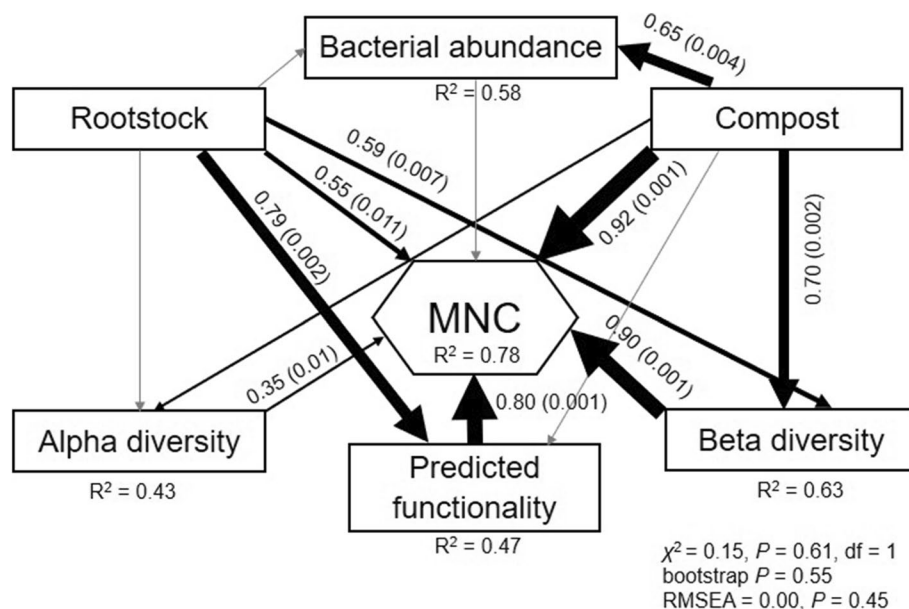 Bacterial abundance
R² = 0.58
0.65 (0.004)
Rootstock
Compost
0.59 (0.007)
0.55 (0.011)
0.79 (0.002)
0.92 (0.001)
0.70 (0.002)
MNC
R² = 0.78
0.90 (0.001)
0.35 (0.01)
0.80 (0.001)
Alpha diversity
R² = 0.43
Predicted
functionality
R² = 0.47
Beta diversity
R² = 0.63
χ² = 0.15, P = 0.61, df = 1
bootstrap P = 0.55
RMSEA = 0.00, P = 0.45